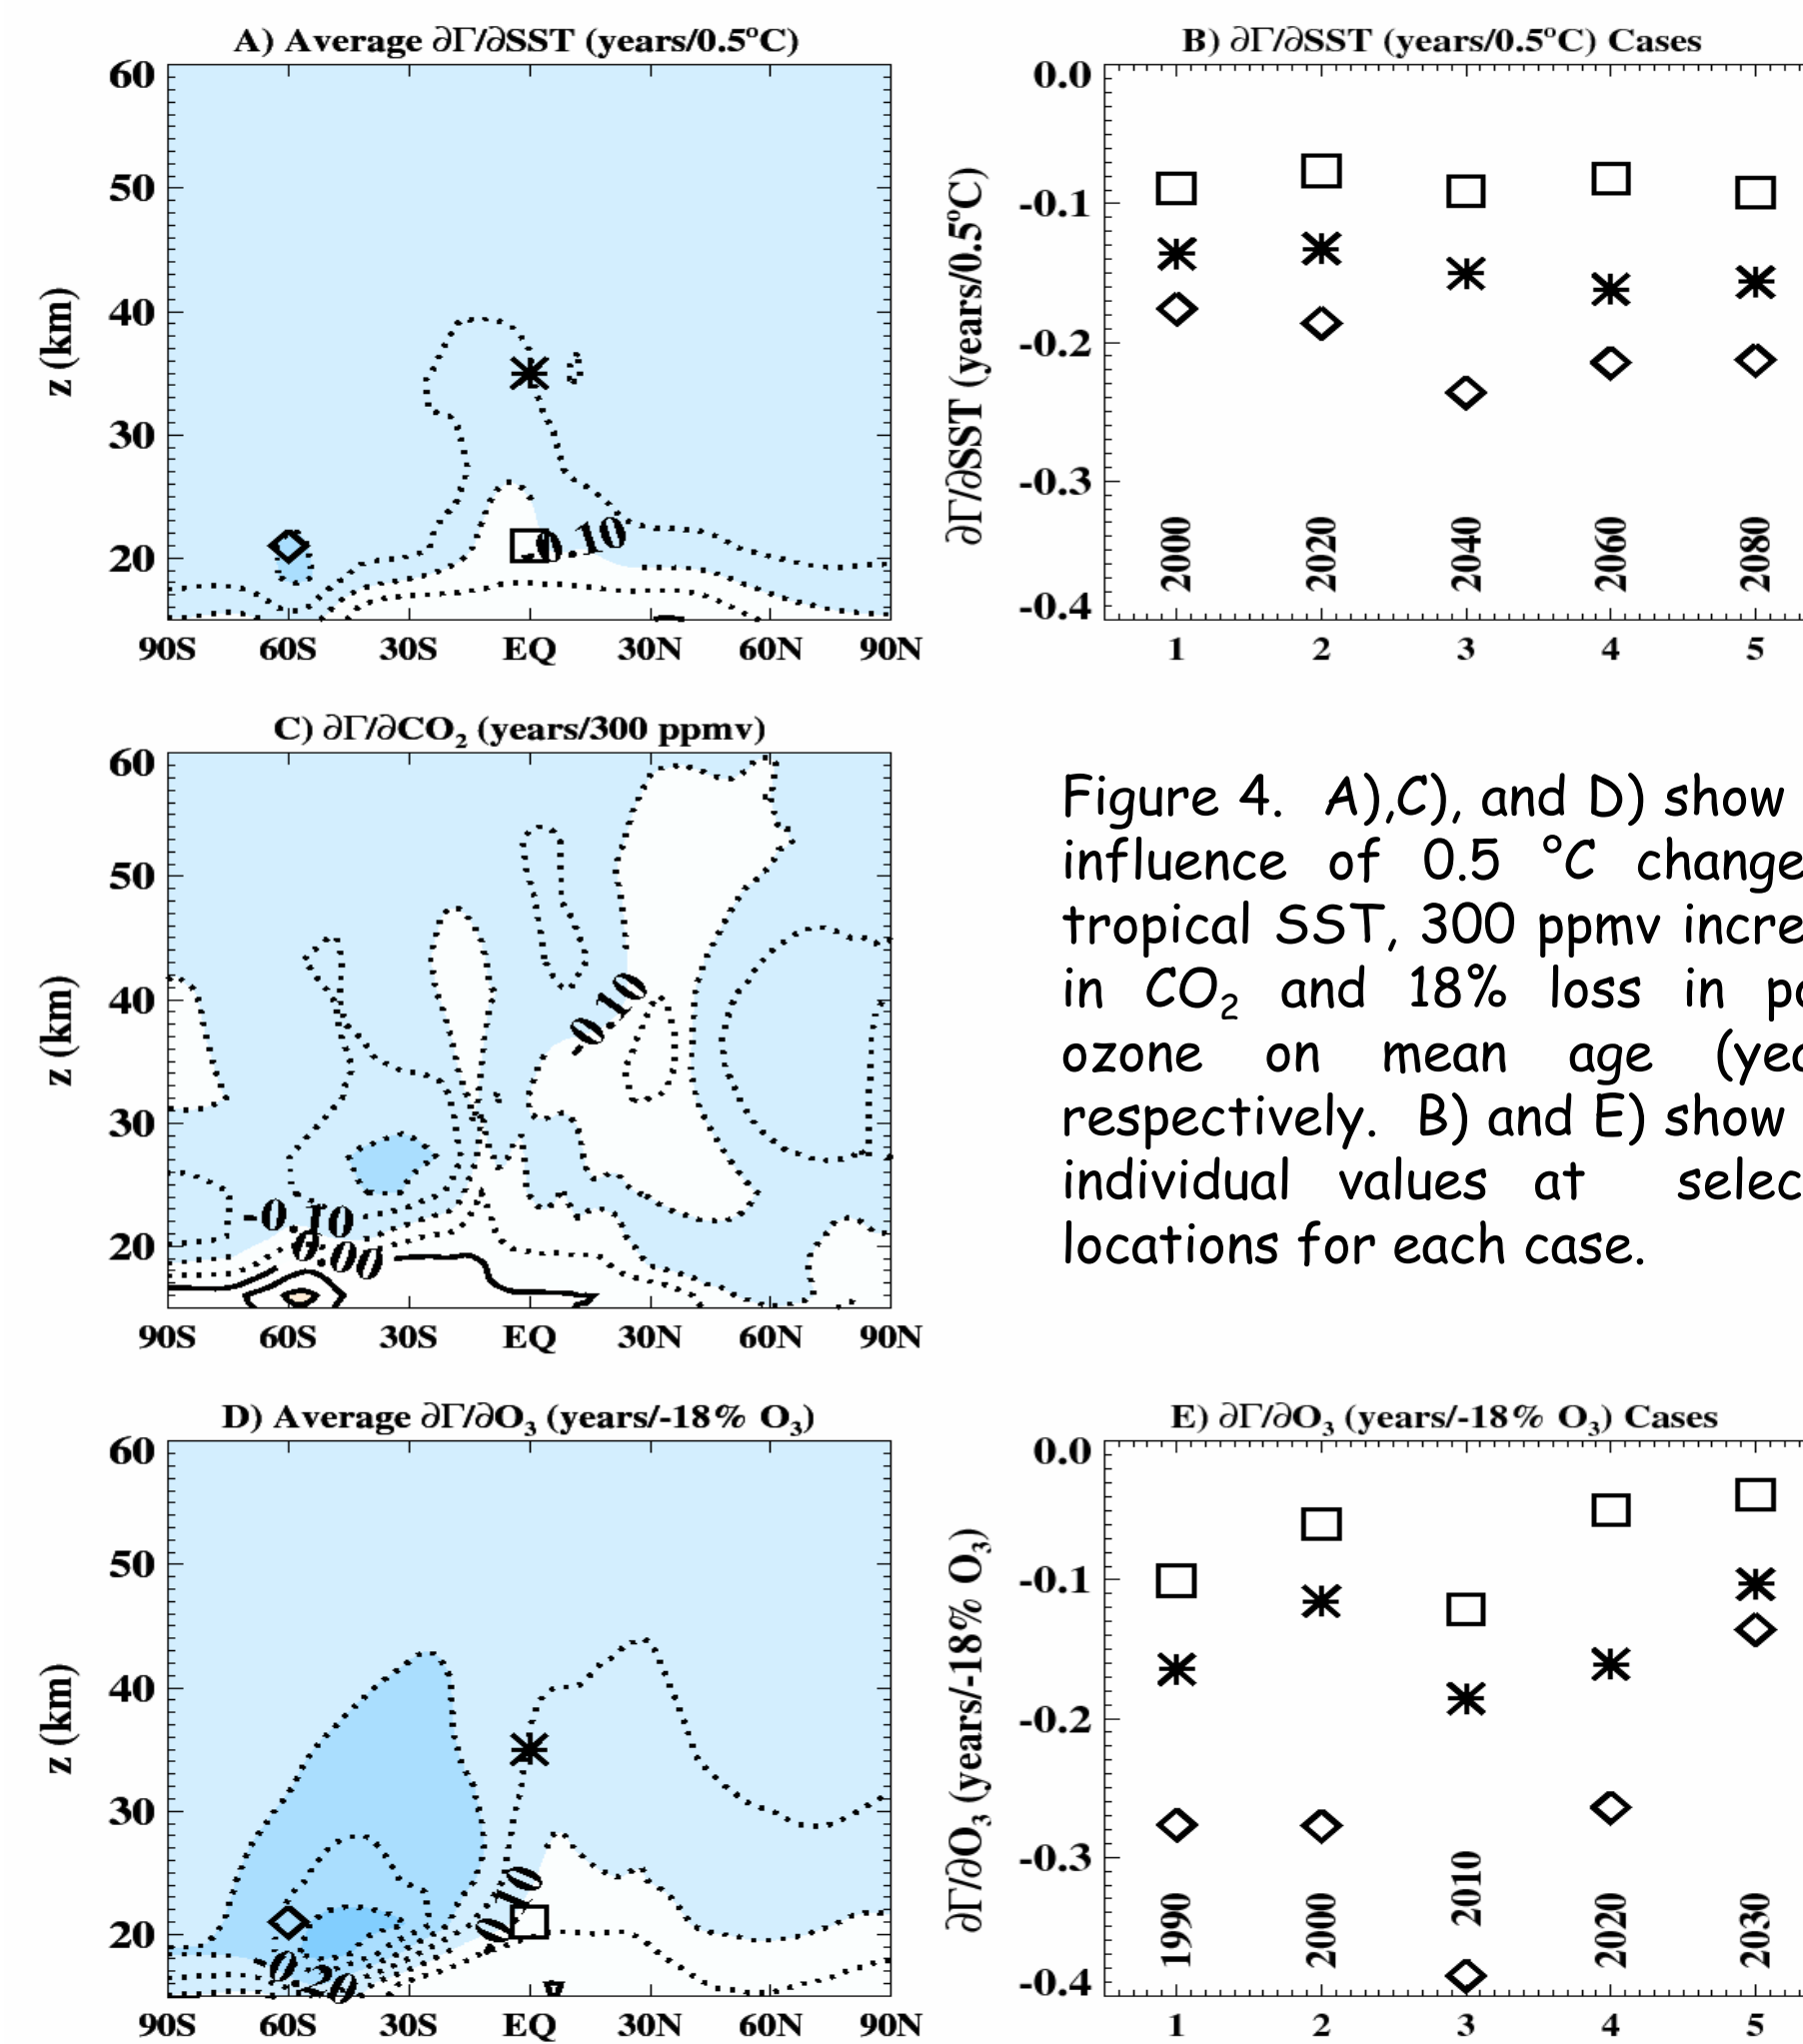 A) Average ∂Γ/∂SST (years/0.5°C)
60
50
40
30
20
z (km)
-0.10
90S 60S 30S EQ 30N 60N 90N
B) ∂Γ/∂SST (years/0.5°C) Cases
0.0
-0.1
-0.2
-0.3
-0.4
∂Γ/∂SST (years/0.5°C)
2000 2020 2040 2060 2080
1 2 3 4 5
C) ∂Γ/∂CO₂ (years/300 ppmv)
60
50
40
30
20
z (km)
-0.10
-0.10
0.00
90S 60S 30S EQ 30N 60N 90N
Figure 4. A),C), and D) show
influence of 0.5 °C change
tropical SST, 300 ppmv
in CO₂ and 18% loss in
ozone on mean age
respectively. B) and E) show
individual values at
locations for each case.
D) Average ∂Γ/∂O₃ (years/-18% O₃)
60
50
40
30
20
z (km)
-0.20
90S 60S 30S EQ 30N 60N 90N
E) ∂Γ/∂O₃ (years/-18% O₃) Cases
0.0
-0.1
-0.2
-0.3
-0.4
∂Γ/∂O₃ (years/-18% O₃)
1990 2000 2010 2020 2030
1 2 3 4 5